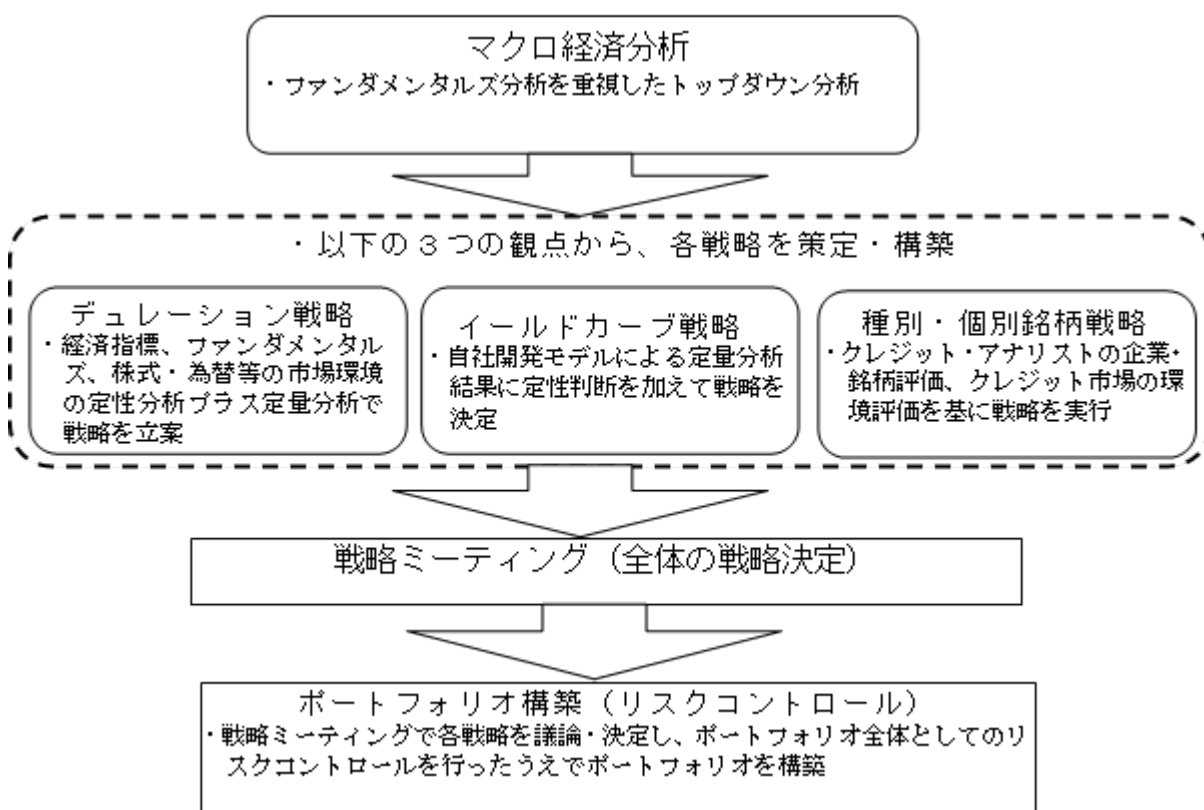 マクロ経済分析
・ファンダメンタルズ分析を重視したトップダウン分析
・以下の３つの観点から、各戦略を策定・構築
デュレーション戦略
・経済指標、ファンダメンタル
ズ、株式・為替等の市場環境
の定性分析プラス定量分析で
戦略を立案
イールドカーブ戦略
・自社開発モデルによる定量分析
結果に定性判断を加えて戦略を
決定
種別・個別銘柄戦略
・クレジット・アナリストの企業・
銘柄評価、クレジット市場の環
境評価を基に戦略を実行
戦略ミーティング（全体の戦略決定）
ポートフォリオ構築（リスクコントロール）
・戦略ミーティングで各戦略を議論・決定し、ポートフォリオ全体としてのリ
スクコントロールを行ったうえでポートフォリオを構築